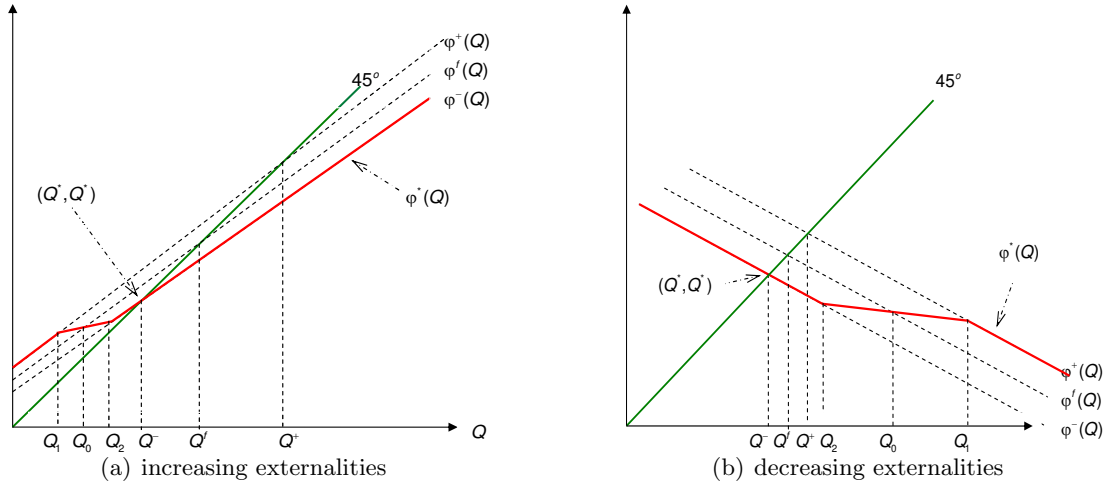 φ⁺(Q)
45°
φᶠ(Q)
φ⁻(Q)
(Q*,Q*)
φ*(Q)
Q₁ Q₀ Q₂ Q⁻ Qᶠ Q⁺ Q
(a) increasing externalities
45°
φ*(Q)
(Q*,Q*)
φ⁺(Q)
φᶠ(Q)
φ⁻(Q)
Q⁻ Qᶠ Q⁺ Q₂ Q₀ Q₁
(b) decreasing externalities